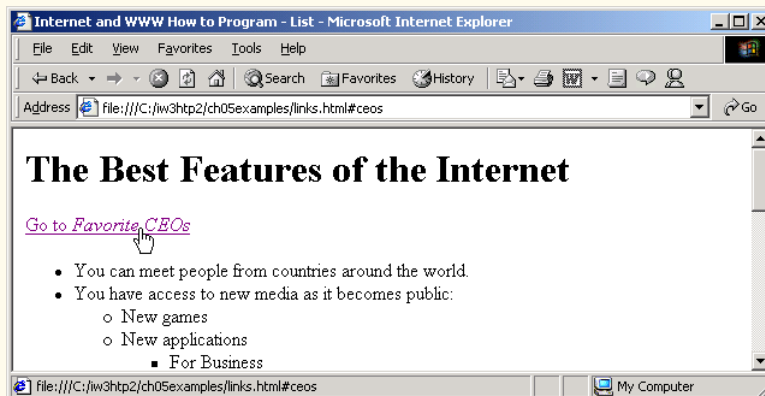 Internet and WWW How to Program - List - Microsoft Internet Explorer
File Edit View Favorites Tools Help
Back Search Favorites History
Address file:///C:/iw3htp2/ch05examples/links.html#ceos Go
The Best Features of the Internet
Go to Favorite CEOs
• You can meet people from countries around the world.
• You have access to new media as it becomes public:
o New games
o New applications
▪ For Business
file:///C:/iw3htp2/ch05examples/links.html#ceos My Computer